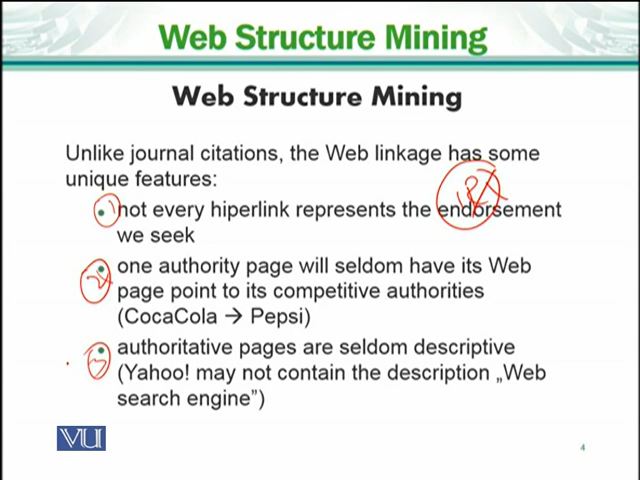 Web Structure Mining
Web Structure Mining
Unlike journal citations, the Web linkage has some
unique features:
not every hiperlink represents the endorsement
we seek
one authority page will seldom have its Web
page point to its competitive authorities
(CocaCola → Pepsi)
authoritative pages are seldom descriptive
(Yahoo! may not contain the description „Web
search engine”)
VU
4